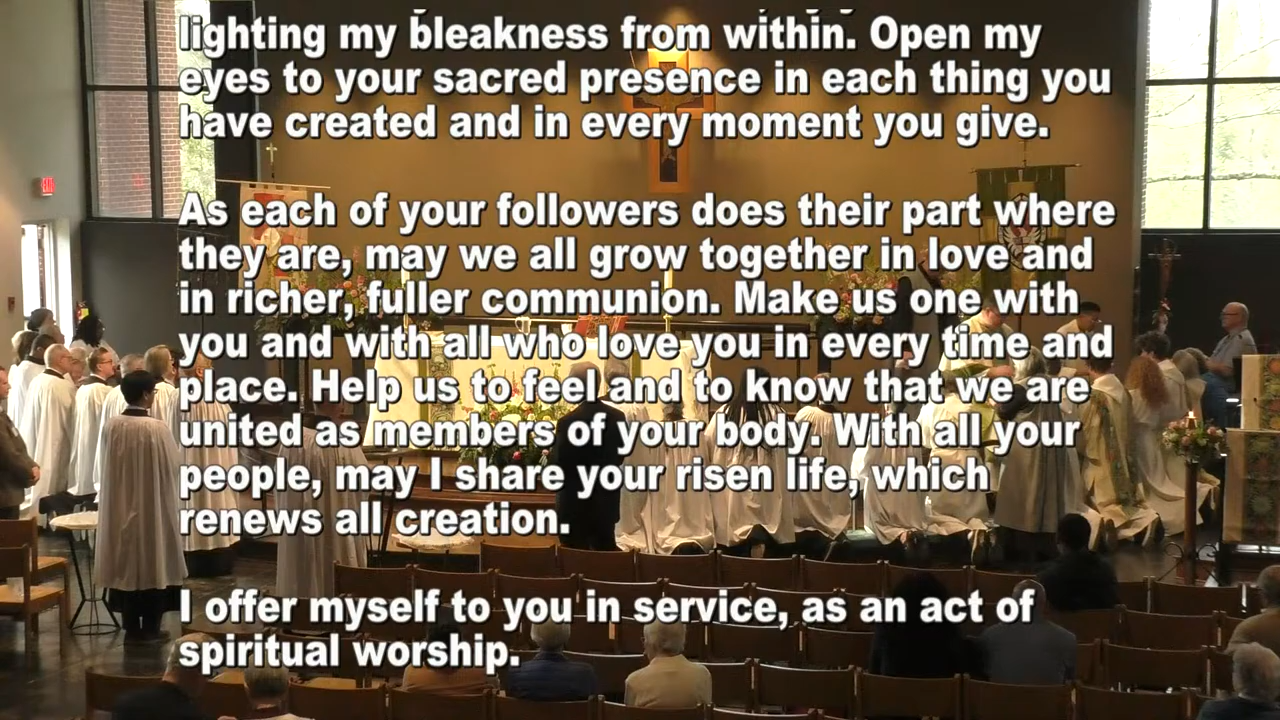 lighting my bleakness from within. Open my
eyes to your sacred presence in each thing you
have created and in every moment you give.
As each of your followers does their part where
they are, may we all grow together in love and
in richer, fuller communion. Make us one with
you and with all who love you in every time and
place. Help us to feel and to know that we are
united as members of your body. With all your
people, may I share your risen life, which
renews all creation.
I offer myself to you in service, as an act of
spiritual worship.
EXIT